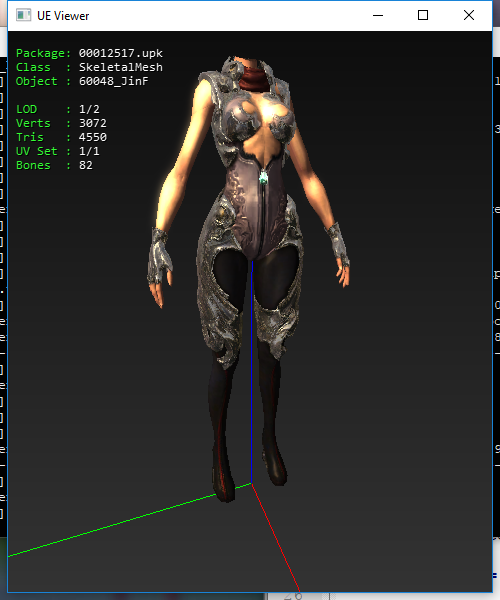 UE Viewer
Package: 00012517.upk
Class : SkeletalMesh
Object : 60048_JinF
LOD : 1/2
Verts : 3072
Tris : 4550
UV Set : 1/1
Bones : 82